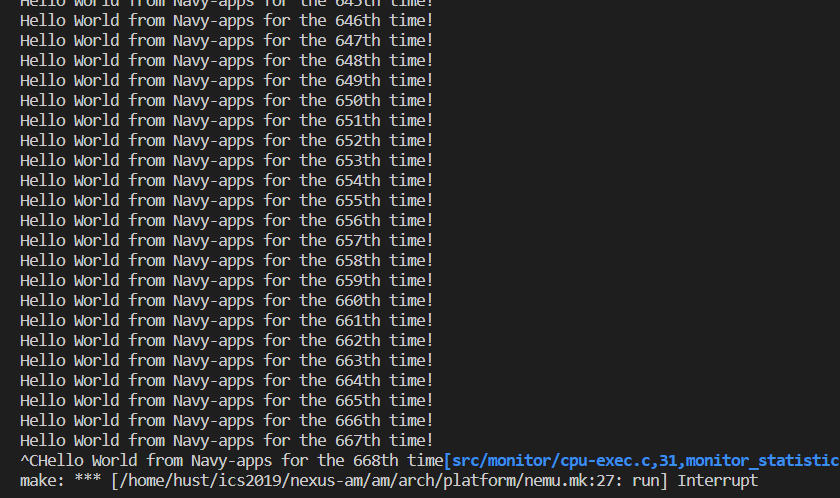 Hello World from Navy-apps for the 645th time!
Hello World from Navy-apps for the 646th time!
Hello World from Navy-apps for the 647th time!
Hello World from Navy-apps for the 648th time!
Hello World from Navy-apps for the 649th time!
Hello World from Navy-apps for the 650th time!
Hello World from Navy-apps for the 651th time!
Hello World from Navy-apps for the 652th time!
Hello World from Navy-apps for the 653th time!
Hello World from Navy-apps for the 654th time!
Hello World from Navy-apps for the 655th time!
Hello World from Navy-apps for the 656th time!
Hello World from Navy-apps for the 657th time!
Hello World from Navy-apps for the 658th time!
Hello World from Navy-apps for the 659th time!
Hello World from Navy-apps for the 660th time!
Hello World from Navy-apps for the 661th time!
Hello World from Navy-apps for the 662th time!
Hello World from Navy-apps for the 663th time!
Hello World from Navy-apps for the 664th time!
Hello World from Navy-apps for the 665th time!
Hello World from Navy-apps for the 666th time!
Hello World from Navy-apps for the 667th time!
^CHello World from Navy-apps for the 668th time[src/monitor/cpu-exec.c,31,monitor_statistic
make: *** [/home/hust/ics2019/nexus-am/am/arch/platform/nemu.mk:27: run] Interrupt